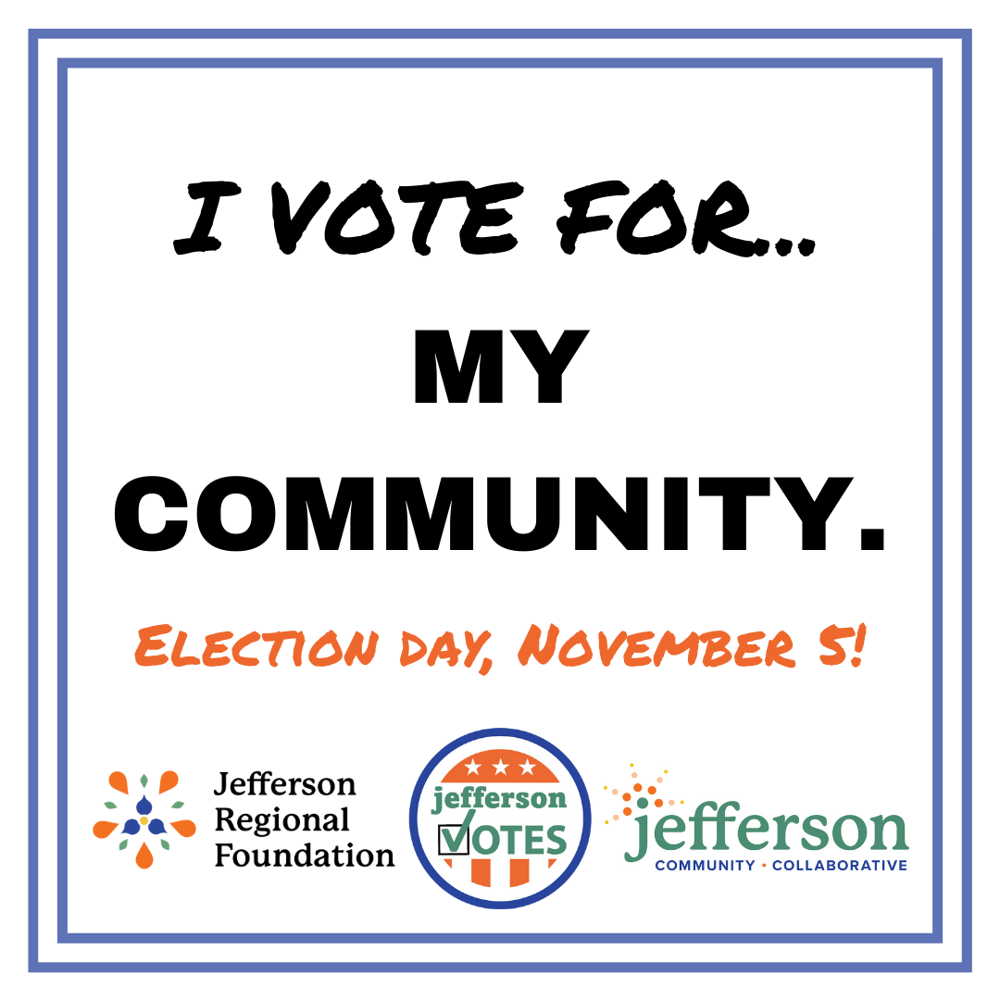 I VOTE FOR...
MY
COMMUNITY.
ELECTION DAY, NOVEMBER 5!
Jefferson
Regional
Foundation
jefferson
VOTES
jefferson
COMMUNITY • COLLABORATIVE